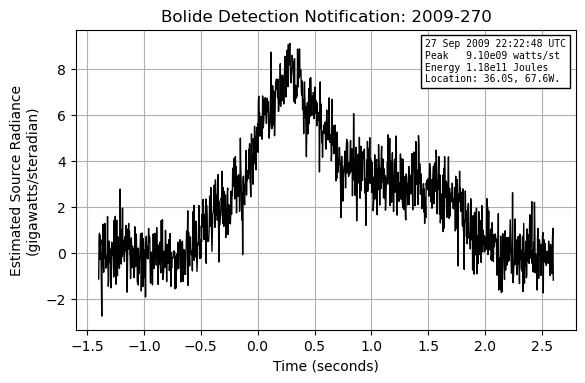 Bolide Detection Notification: 2009-270
27 Sep 2009 22:22:48 UTC
Peak   9.10e09 watts/st
Energy 1.18e11 Joules
Location: 36.0S, 67.6W.
Estimated Source Radiance
(gigawatts/steradian)
8
6
4
2
0
−2
−1.5 −1.0 −0.5 0.0 0.5 1.0 1.5 2.0 2.5
Time (seconds)